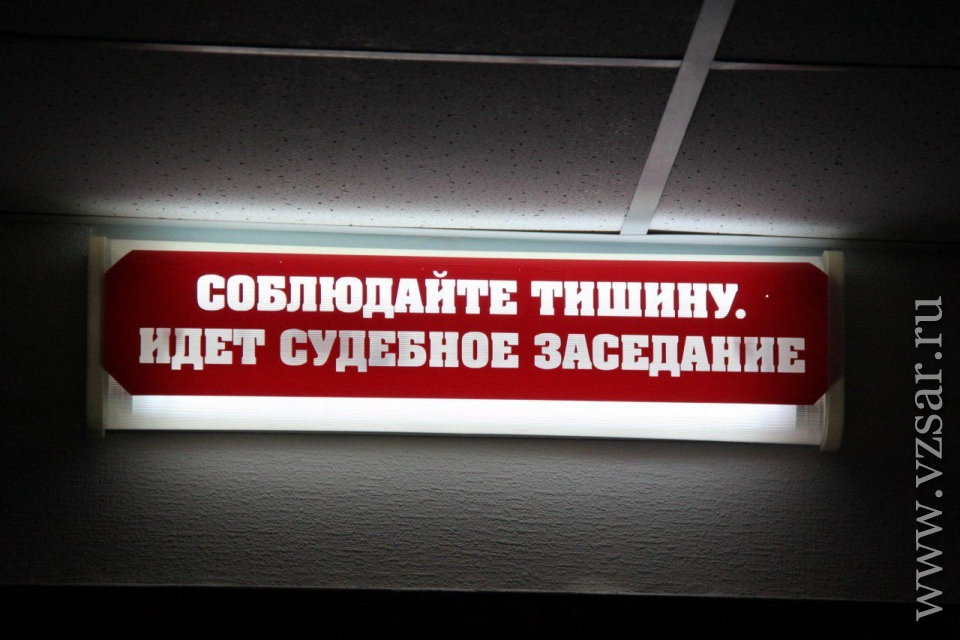 СОБЛЮДАЙТЕ ТИШИНУ.
ИДЕТ СУДЕБНОЕ ЗАСЕДАНИЕ
www.vzsar.ru